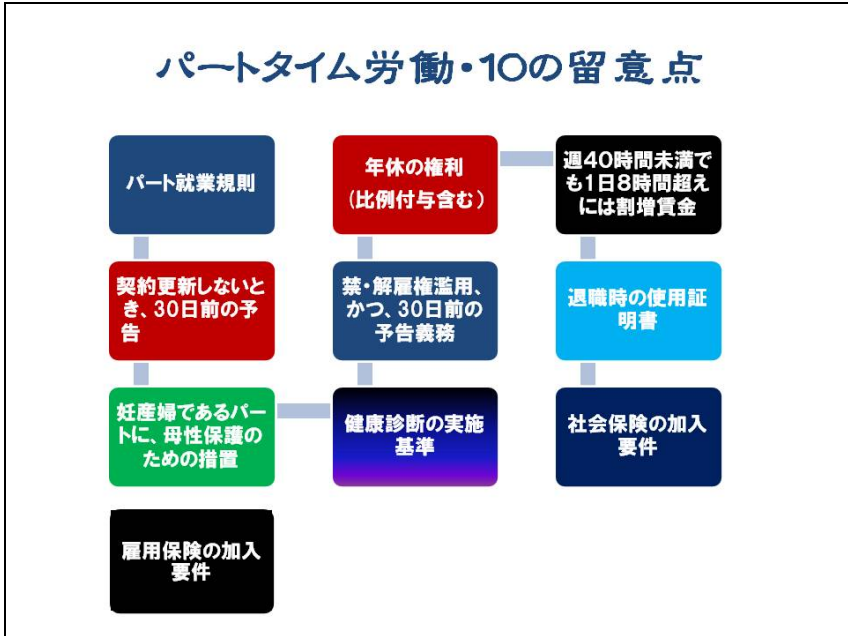 パートタイム労働・10の留意点
パート就業規則
契約更新しないと
き、30日前の予
告
妊産婦であるパー
トに、母性保護の
ための措置
健康診断の実施
基準
禁・解雇権濫用、
かつ、30日前の
予告義務
年休の権利
(比例付与含む)
週40時間未満で
も1日8時間超え
には割増賃金
退職時の使用証
明書
社会保険の加入
要件
雇用保険の加入
要件